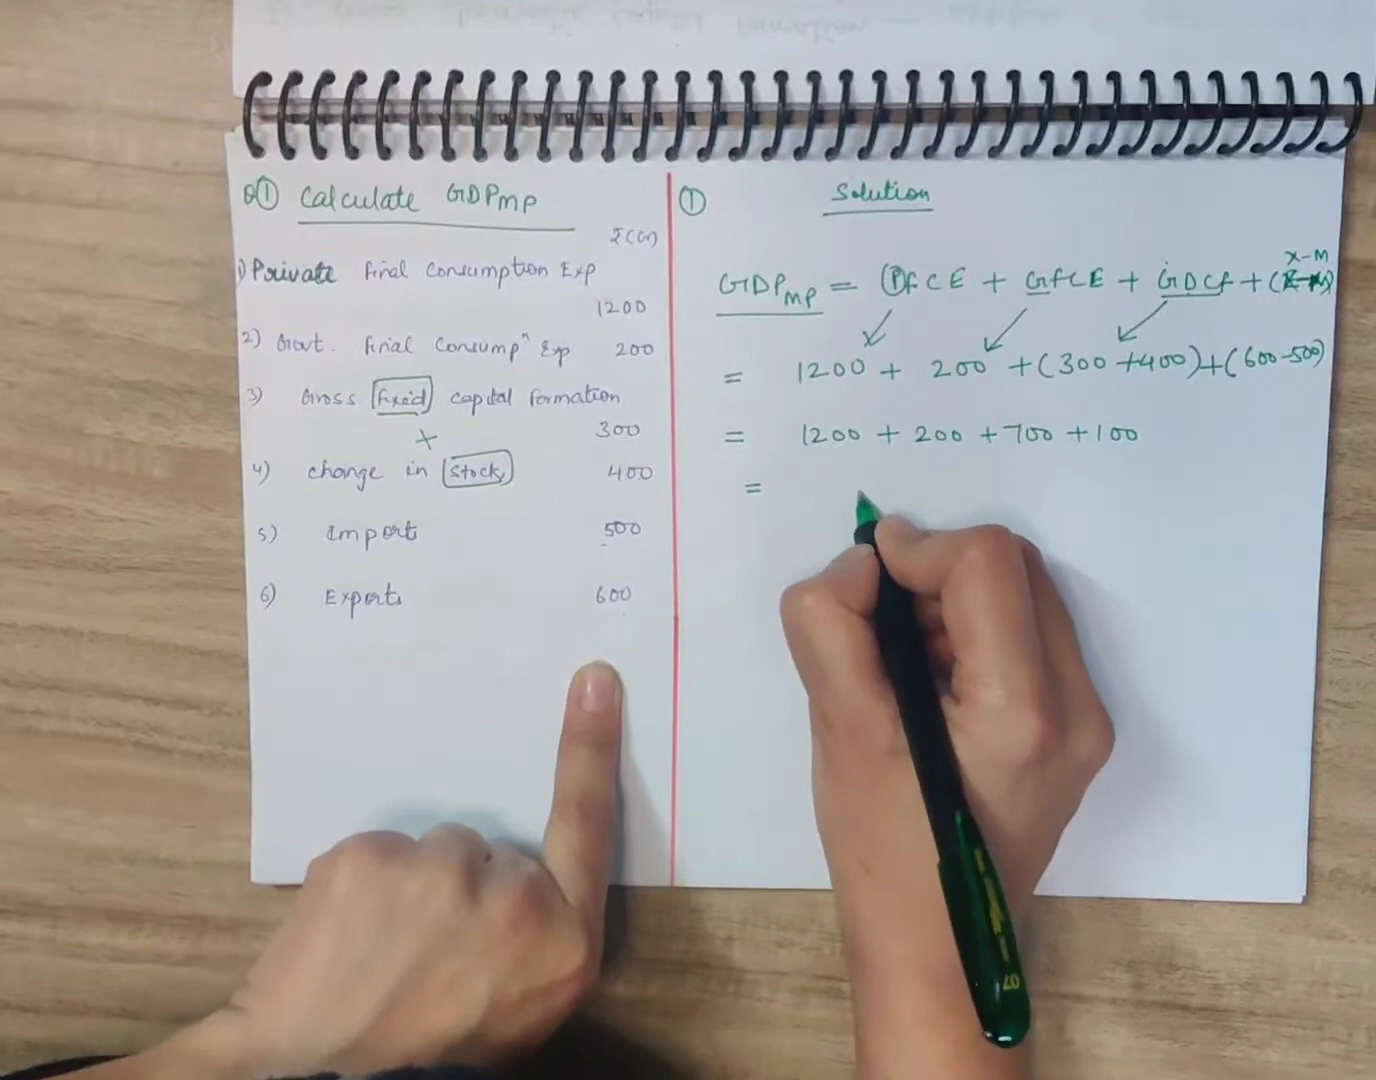 Q① Calculate GDPMP
₹(Cr)
1) Private final Consumption Exp
1200
2) Govt. final Consumpn Exp 200
3) Gross fixed capital formation
+ 300
4) change in stock 400
5) Import 500
6) Exports 600
① Solution
X-M
GDPMP = PFCE + GFCE + GDCF + (X-M)
= 1200 + 200 + (300 + 400) + (600-500)
= 1200 + 200 + 700 + 100
=
07